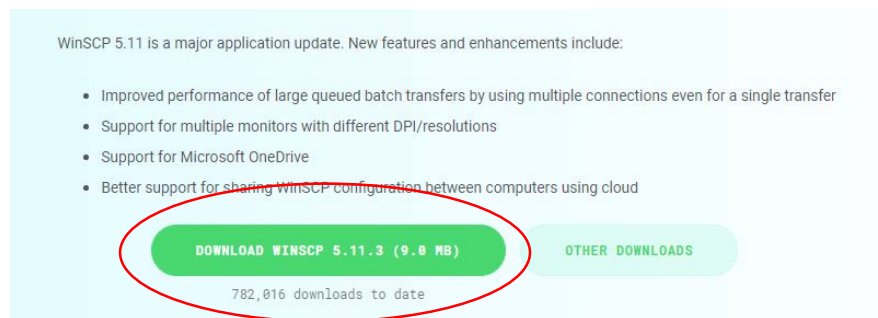 WinSCP 5.11 is a major application update. New features and enhancements include:
Improved performance of large queued batch transfers by using multiple connections even for a single transfer
Support for multiple monitors with different DPI/resolutions
Support for Microsoft OneDrive
Better support for sharing WinSCP configuration between computers using cloud
DOWNLOAD WINSCP 5.11.3 (9.0 MB)
OTHER DOWNLOADS
782,016 downloads to date